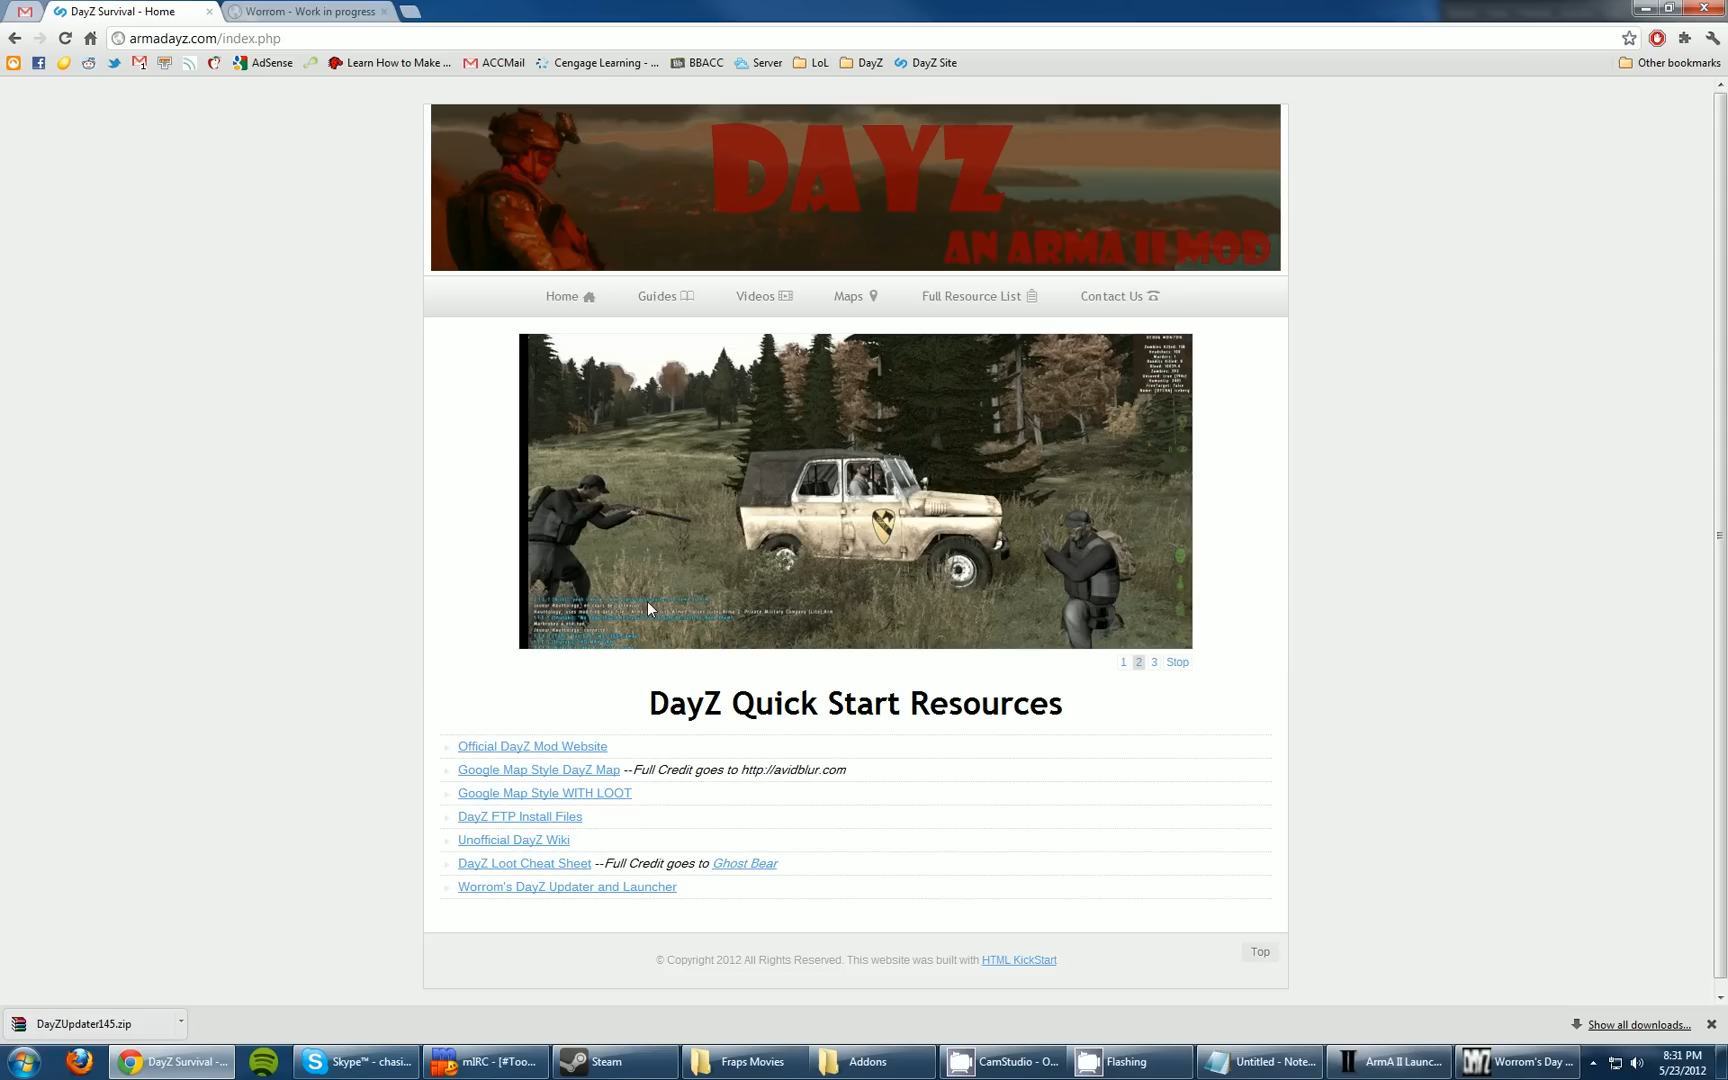 DayZ Survival - Home
Worrom - Work in progress
armadayz.com/index.php
AdSense
Learn How to Make ...
ACCMail
Cengage Learning - ...
BBACC
Server
LoL
DayZ
DayZ Site
Other bookmarks
DAYZ
AN ARMA II MOD
Home
Guides
Videos
Maps
Full Resource List
Contact Us
1 2 3 Stop
DayZ Quick Start Resources
Official DayZ Mod Website
Google Map Style DayZ Map --Full Credit goes to http://avidblur.com
Google Map Style WITH LOOT
DayZ FTP Install Files
Unofficial DayZ Wiki
DayZ Loot Cheat Sheet --Full Credit goes to Ghost Bear
Worrom's DayZ Updater and Launcher
Top
© Copyright 2012 All Rights Reserved. This website was built with HTML KickStart
DayZUpdater145.zip
Show all downloads...
DayZ Survival -...
Skype™ - chasi...
mIRC - [#Too...
Steam
Fraps Movies
Addons
CamStudio - O...
Flashing
Untitled - Note...
ArmA II Launc...
Worrom's Day ...
8:31 PM
5/23/2012